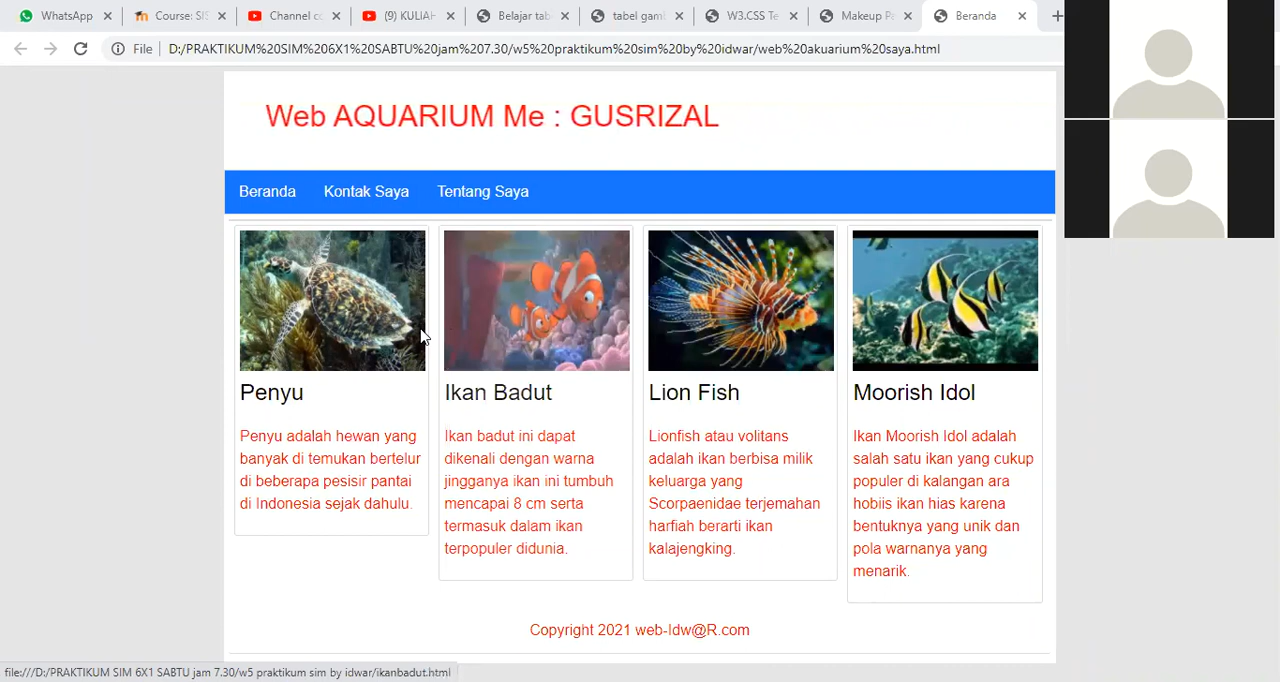 WhatsApp
Course: SIS
Channel co
(9) KULIAH
Belajar tab
tabel gamb
W3.CSS Te
Makeup Pa
Beranda
File
D:/PRAKTIKUM%20SIM%206X1%20SABTU%20jam%207.30/w5%20praktikum%20sim%20by%20idwar/web%20akuarium%20saya.html
Web AQUARIUM Me : GUSRIZAL
Beranda
Kontak Saya
Tentang Saya
Penyu
Penyu adalah hewan yang
banyak di temukan bertelur
di beberapa pesisir pantai
di Indonesia sejak dahulu.
Ikan Badut
Ikan badut ini dapat
dikenali dengan warna
jingganya ikan ini tumbuh
mencapai 8 cm serta
termasuk dalam ikan
terpopuler didunia.
Lion Fish
Lionfish atau volitans
adalah ikan berbisa milik
keluarga yang
Scorpaenidae terjemahan
harfiah berarti ikan
kalajengking.
Moorish Idol
Ikan Moorish Idol adalah
salah satu ikan yang cukup
populer di kalangan ara
hobiis ikan hias karena
bentuknya yang unik dan
pola warnanya yang
menarik.
Copyright 2021 web-Idw@R.com
file:///D:/PRAKTIKUM SIM 6X1 SABTU jam 7.30/w5 praktikum sim by idwar/ikanbadut.html